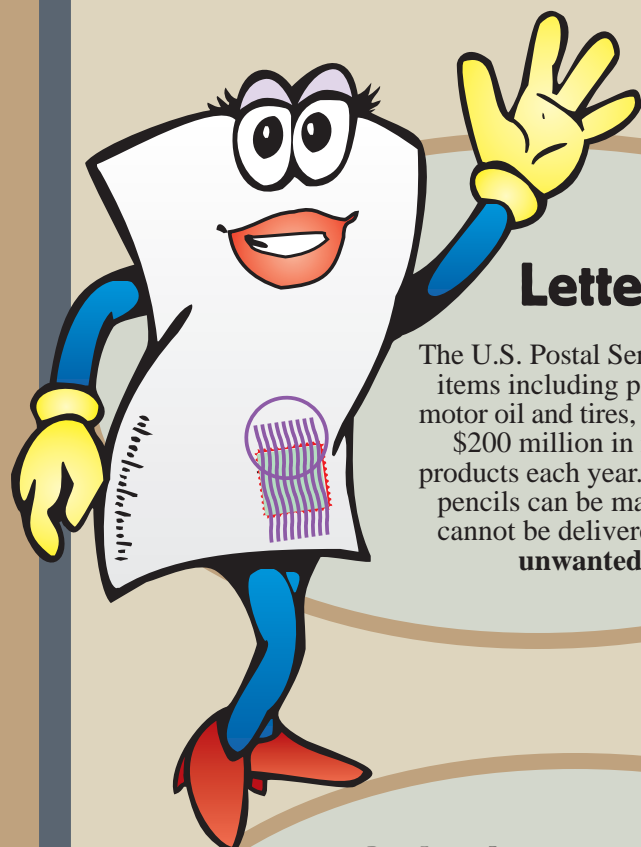 Lette
The U.S. Postal Ser
items including p
motor oil and tires,
$200 million in
products each year.
pencils can be ma
cannot be delivere
unwanted